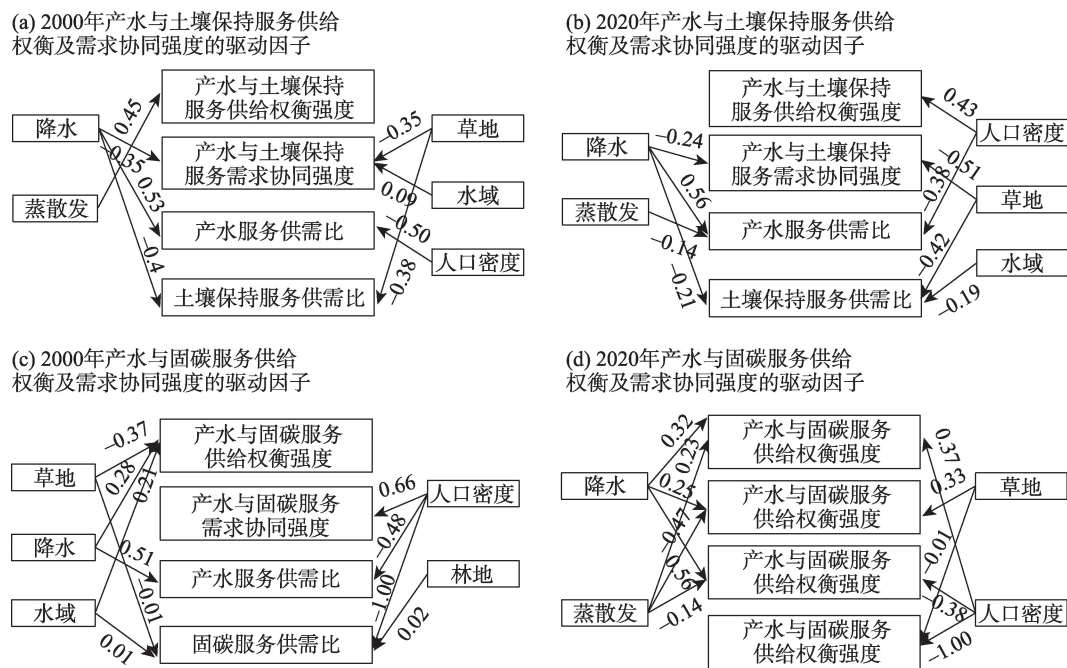 (a) 2000年产水与土壤保持服务供给
权衡及需求协同强度的驱动因子
产水与土壤保持
服务供给权衡强度
产水与土壤保持
服务需求协同强度
产水服务供需比
土壤保持服务供需比
降水
蒸散发
草地
水域
人口密度
0.45
−0.35
0.53
−0.4
−0.35
0.09
−0.50
−0.38
(b) 2020年产水与土壤保持服务供给
权衡及需求协同强度的驱动因子
产水与土壤保持
服务供给权衡强度
产水与土壤保持
服务需求协同强度
产水服务供需比
土壤保持服务供需比
降水
蒸散发
人口密度
草地
水域
−0.24
0.56
−0.14
−0.21
0.43
−0.51
−0.38
−0.42
−0.19
(c) 2000年产水与固碳服务供给
权衡及需求协同强度的驱动因子
产水与固碳服务
供给权衡强度
产水与固碳服务
需求协同强度
产水服务供需比
固碳服务供需比
草地
降水
水域
人口密度
林地
−0.37
0.28
0.21
0.51
−0.01
0.01
0.66
−0.48
−1.00
0.02
(d) 2020年产水与固碳服务供给
权衡及需求协同强度的驱动因子
产水与固碳服务
供给权衡强度
产水与固碳服务
供给权衡强度
产水与固碳服务
供给权衡强度
产水与固碳服务
供给权衡强度
降水
蒸散发
草地
人口密度
0.32
0.23
0.25
−0.47
0.56
−0.14
0.37
0.33
−0.01
−0.38
−1.00